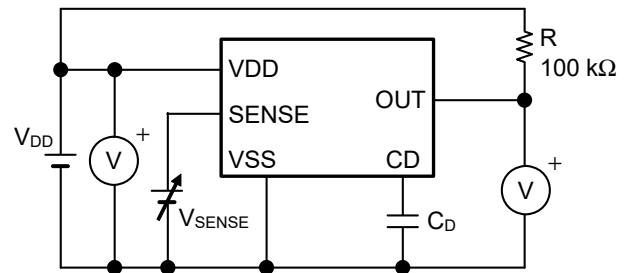 R
100 kΩ
VDD
OUT
SENSE
VDD
+
V
VSS
CD
+
V
VSENSE
CD